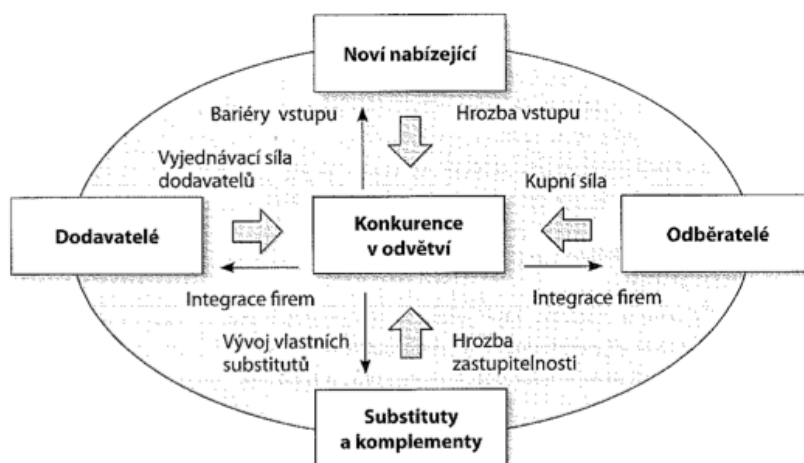 Noví nabízející
Bariéry vstupu
Hrozba vstupu
Vyjednávací síla
dodavatelů
Kupní síla
Dodavatelé
Konkurence
v odvětví
Odběratelé
Integrace firem
Integrace firem
Vývoj vlastních
substitutů
Hrozba
zastupitelnosti
Substituty
a komplementy